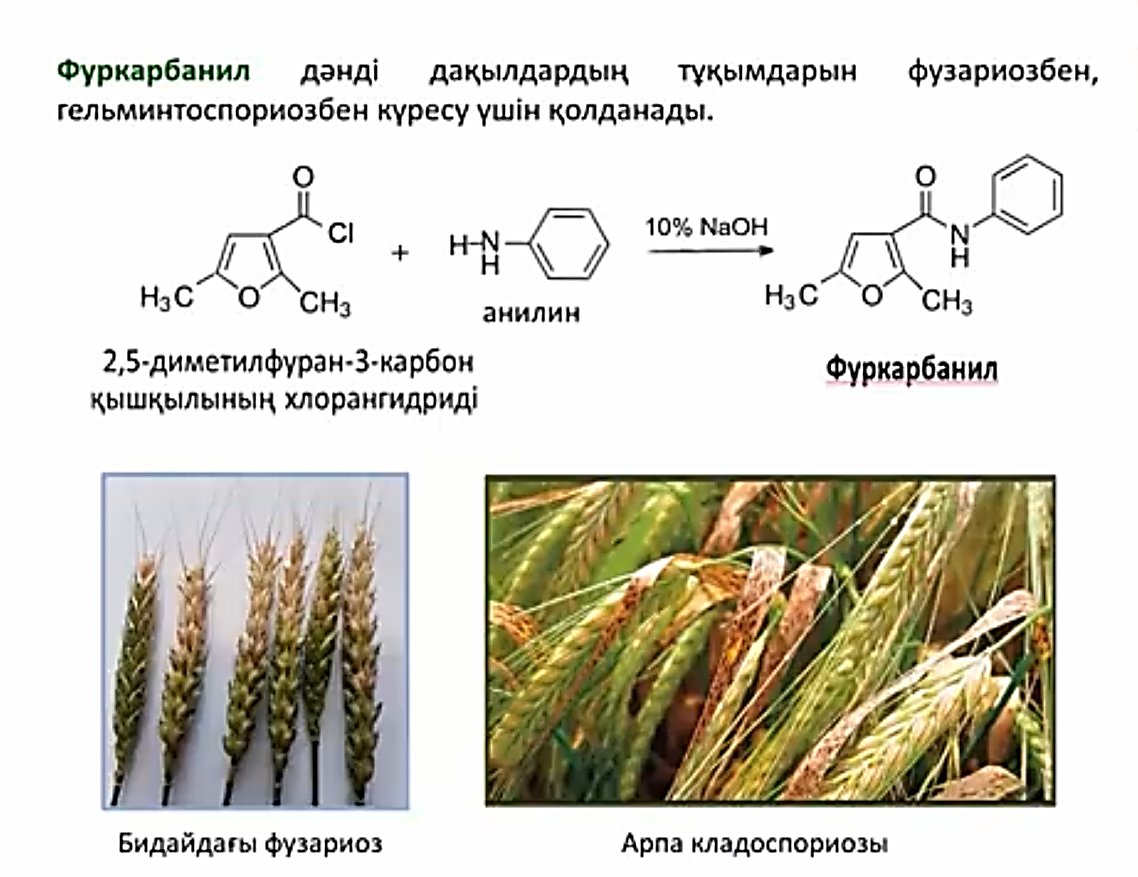 Фуркарбанил дәнді дақылдардың тұқымдарын фузариозбен,
гельминтоспориозбен күресу үшін қолданады.
O
Cl
+
H-N
H
10% NaOH
O
N
H
H₃C
O
CH₃
анилин
H₃C
O
CH₃
2,5-диметилфуран-3-карбон
қышқылының хлорангидриді
Фуркарбанил
Бидайдағы фузариоз
Арпа кладоспориозы